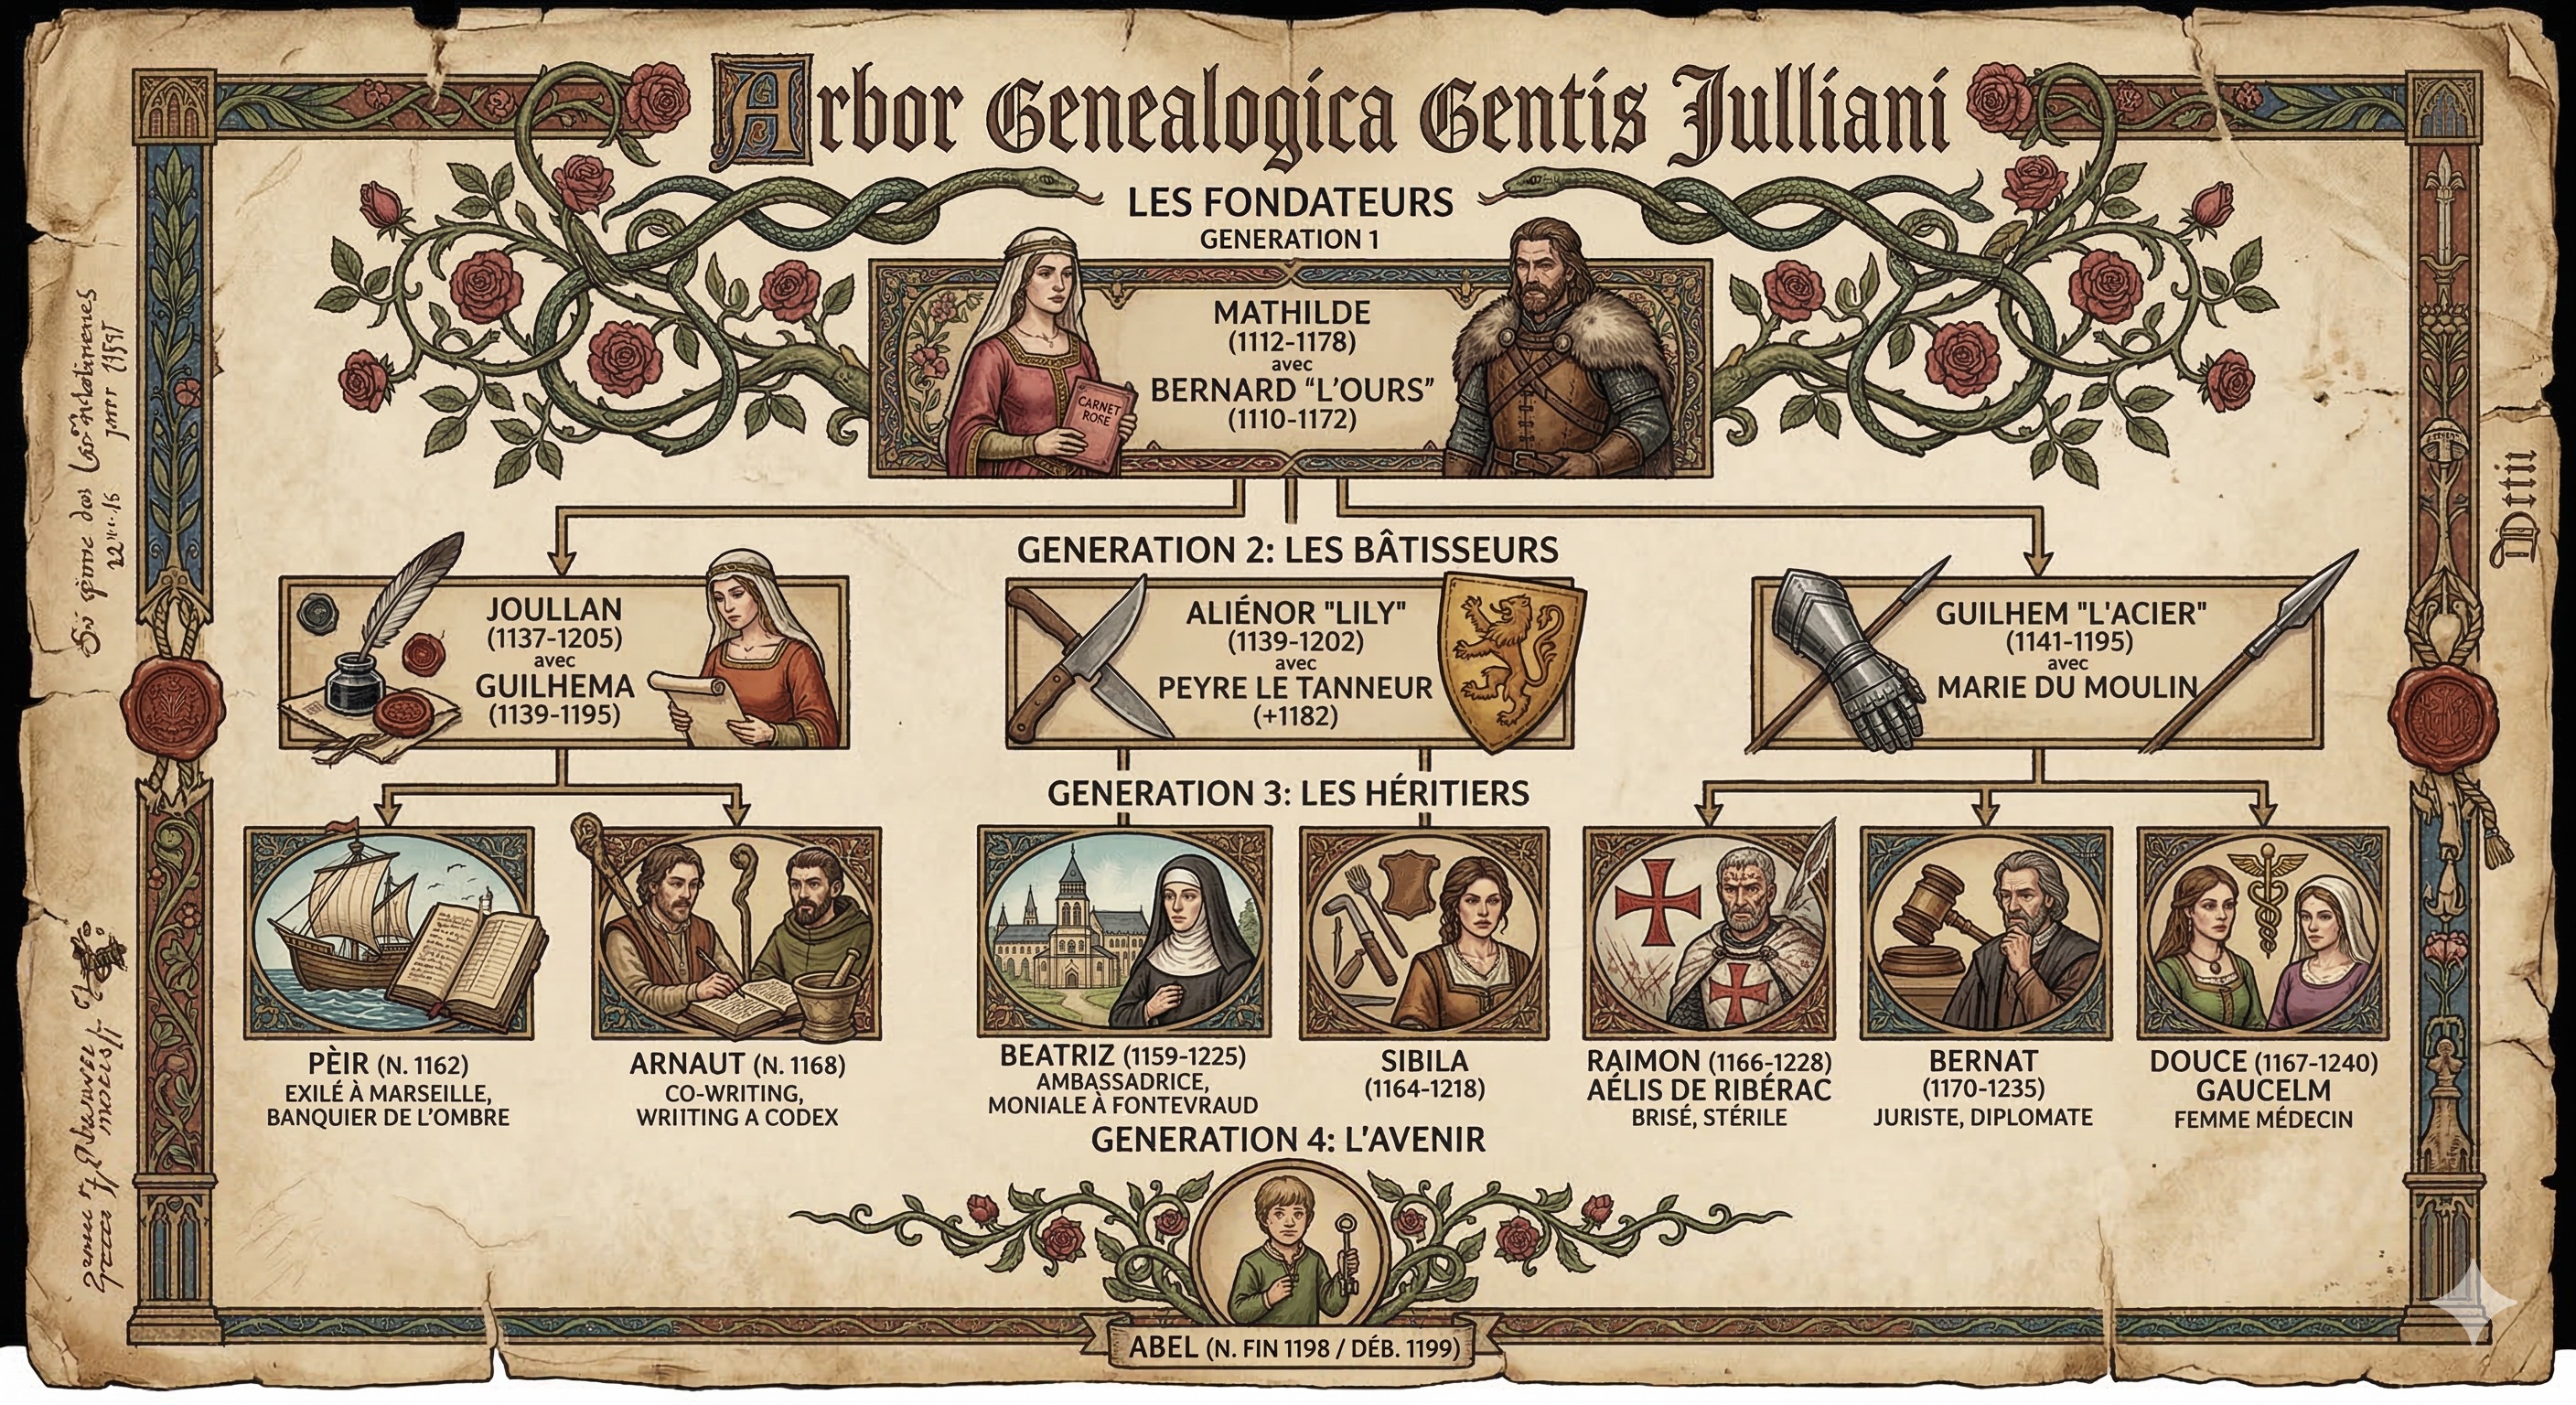 Arbor Genealogica Gentis Julliani
LES FONDATEURS
GENERATION 1
MATHILDE
(1112-1178)
avec
BERNARD “L’OURS”
(1110-1172)
CARNET
ROSE
GENERATION 2: LES BÂTISSEURS
JOULLAN
(1137-1205)
avec
GUILHEMA
(1139-1195)
ALIÉNOR "LILY"
(1139-1202)
avec
PEYRE LE TANNEUR
(+1182)
GUILHEM "L'ACIER"
(1141-1195)
avec
MARIE DU MOULIN
GENERATION 3: LES HÉRITIERS
PÈIR (N. 1162)
EXILÉ À MARSEILLE,
BANQUIER DE L’OMBRE
ARNAUT (N. 1168)
CO-WRITING,
WRIITING A CODEX
BEATRIZ (1159-1225)
AMBASSADRICE,
MONIALE À FONTEVRAUD
SIBILA
(1164-1218)
RAIMON (1166-1228)
AÉLIS DE RIBÉRAC
BRISÉ, STÉRILE
BERNAT
(1170-1235)
JURISTE, DIPLOMATE
DOUCE (1167-1240)
GAUCELM
FEMME MÉDECIN
GENERATION 4: L'AVENIR
ABEL (N. FIN 1198 / DÉB. 1199)